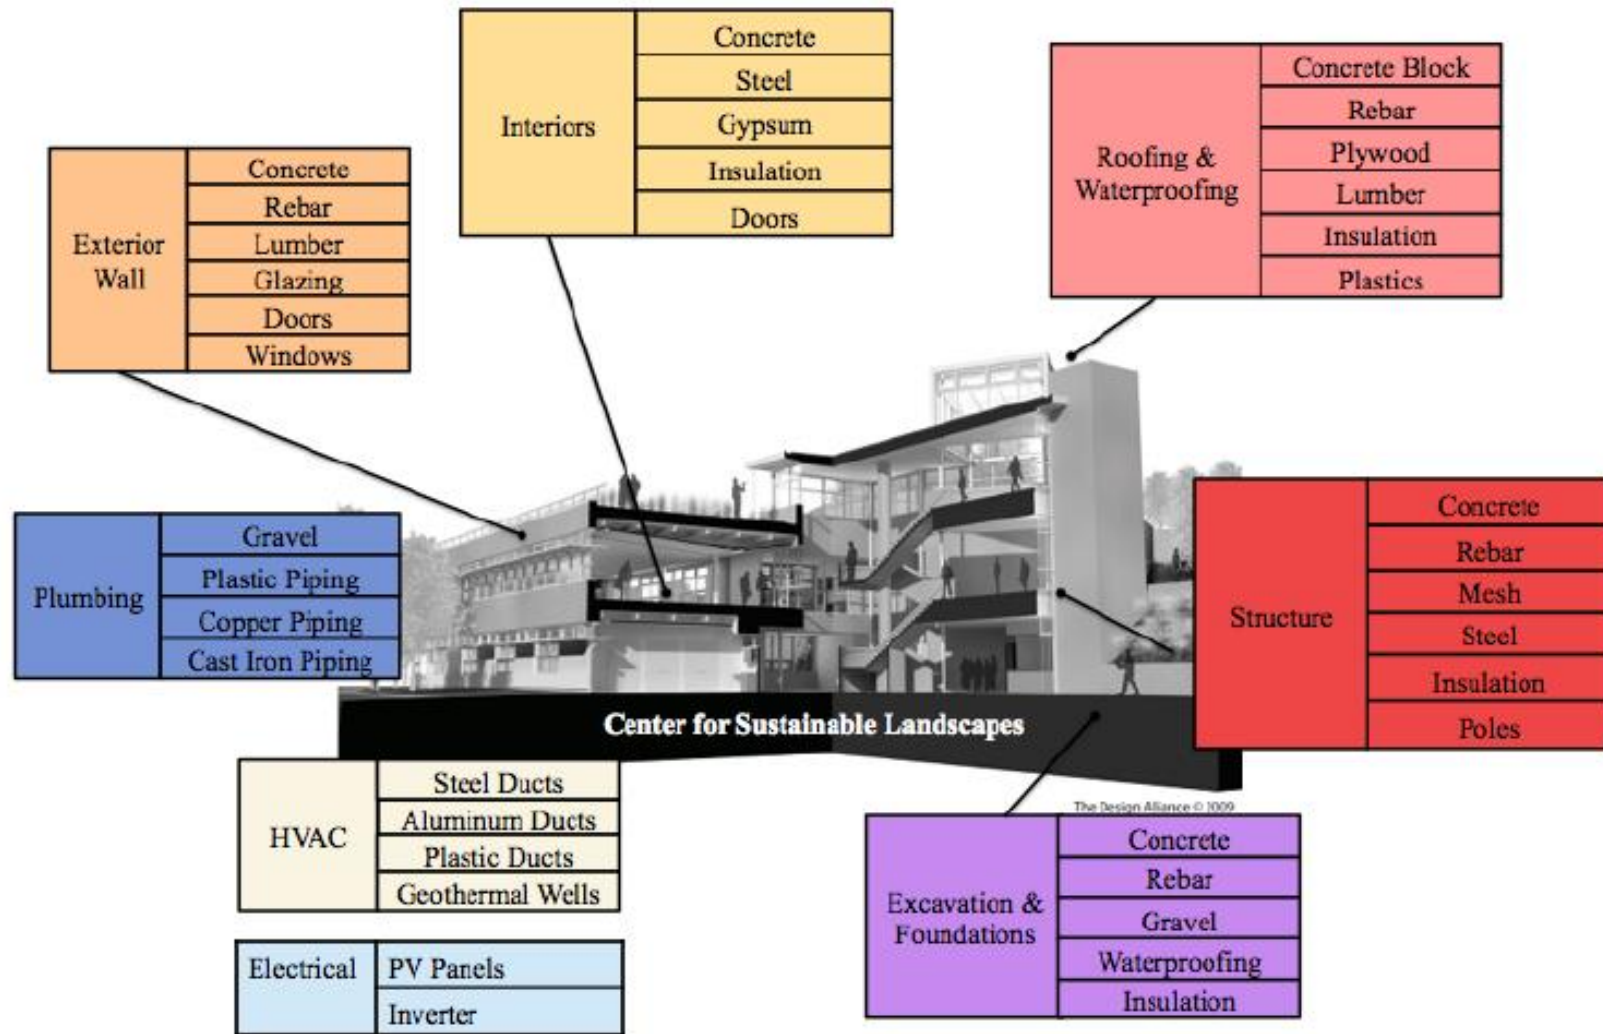 Interiors
Concrete
Steel
Gypsum
Insulation
Doors
Roofing &
Waterproofing
Concrete Block
Rebar
Plywood
Lumber
Insulation
Plastics
Exterior
Wall
Concrete
Rebar
Lumber
Glazing
Doors
Windows
Plumbing
Gravel
Plastic Piping
Copper Piping
Cast Iron Piping
Structure
Concrete
Rebar
Mesh
Steel
Insulation
Poles
Center for Sustainable Landscapes
The Design Alliance © 2009
HVAC
Steel Ducts
Aluminum Ducts
Plastic Ducts
Geothermal Wells
Excavation &
Foundations
Concrete
Rebar
Gravel
Waterproofing
Insulation
Electrical
PV Panels
Inverter